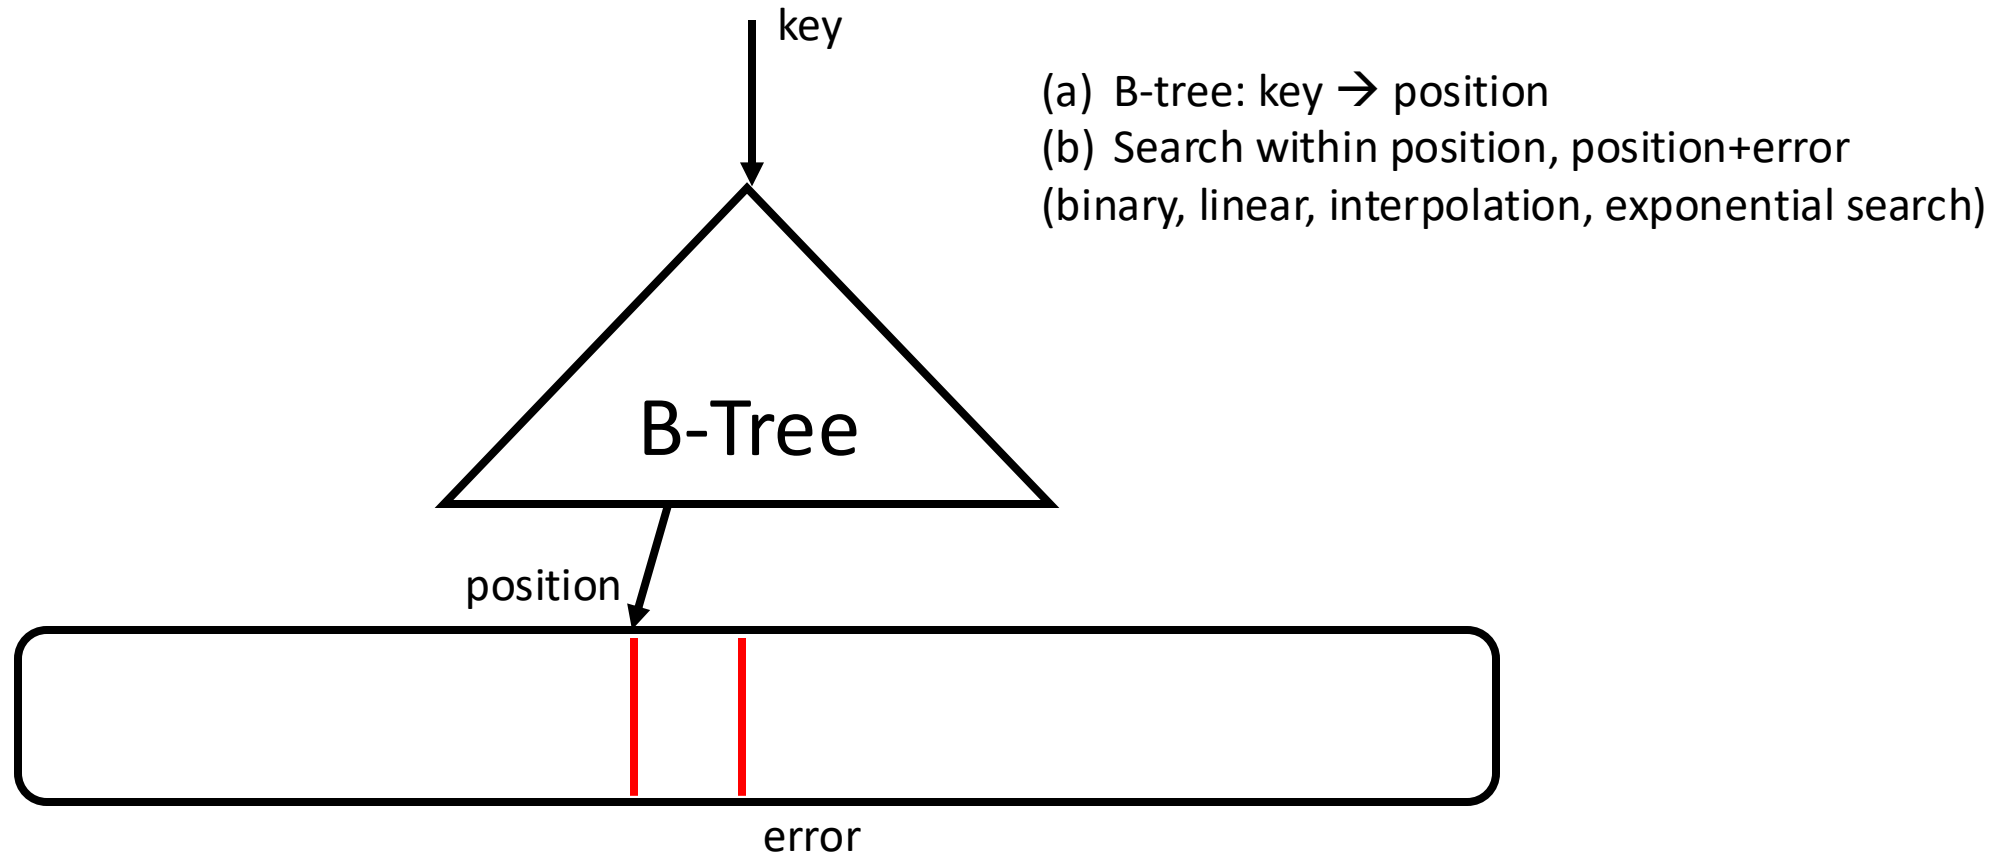 key
(a) B-tree: key → position
(b) Search within position, position+error
(binary, linear, interpolation, exponential search)
B-Tree
position
error